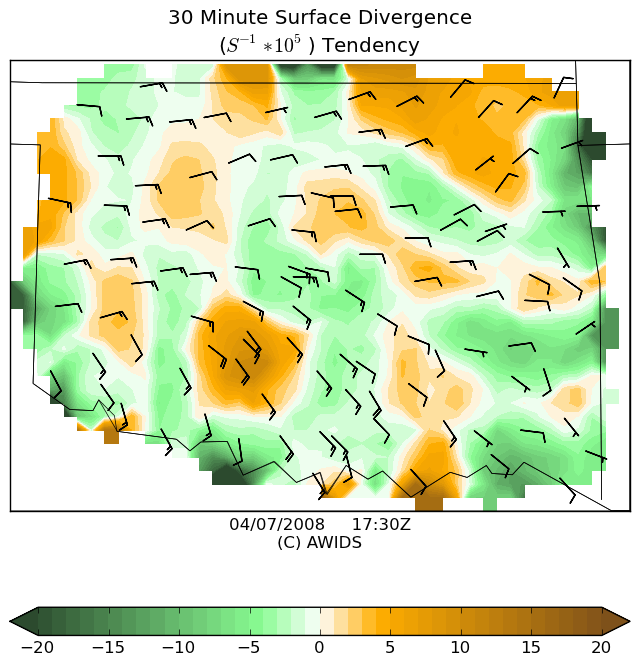 30 Minute Surface Divergence
(S⁻¹ * 10⁵ ) Tendency
04/07/2008 17:30Z
(C) AWIDS
−20 −15 −10 −5 0 5 10 15 20